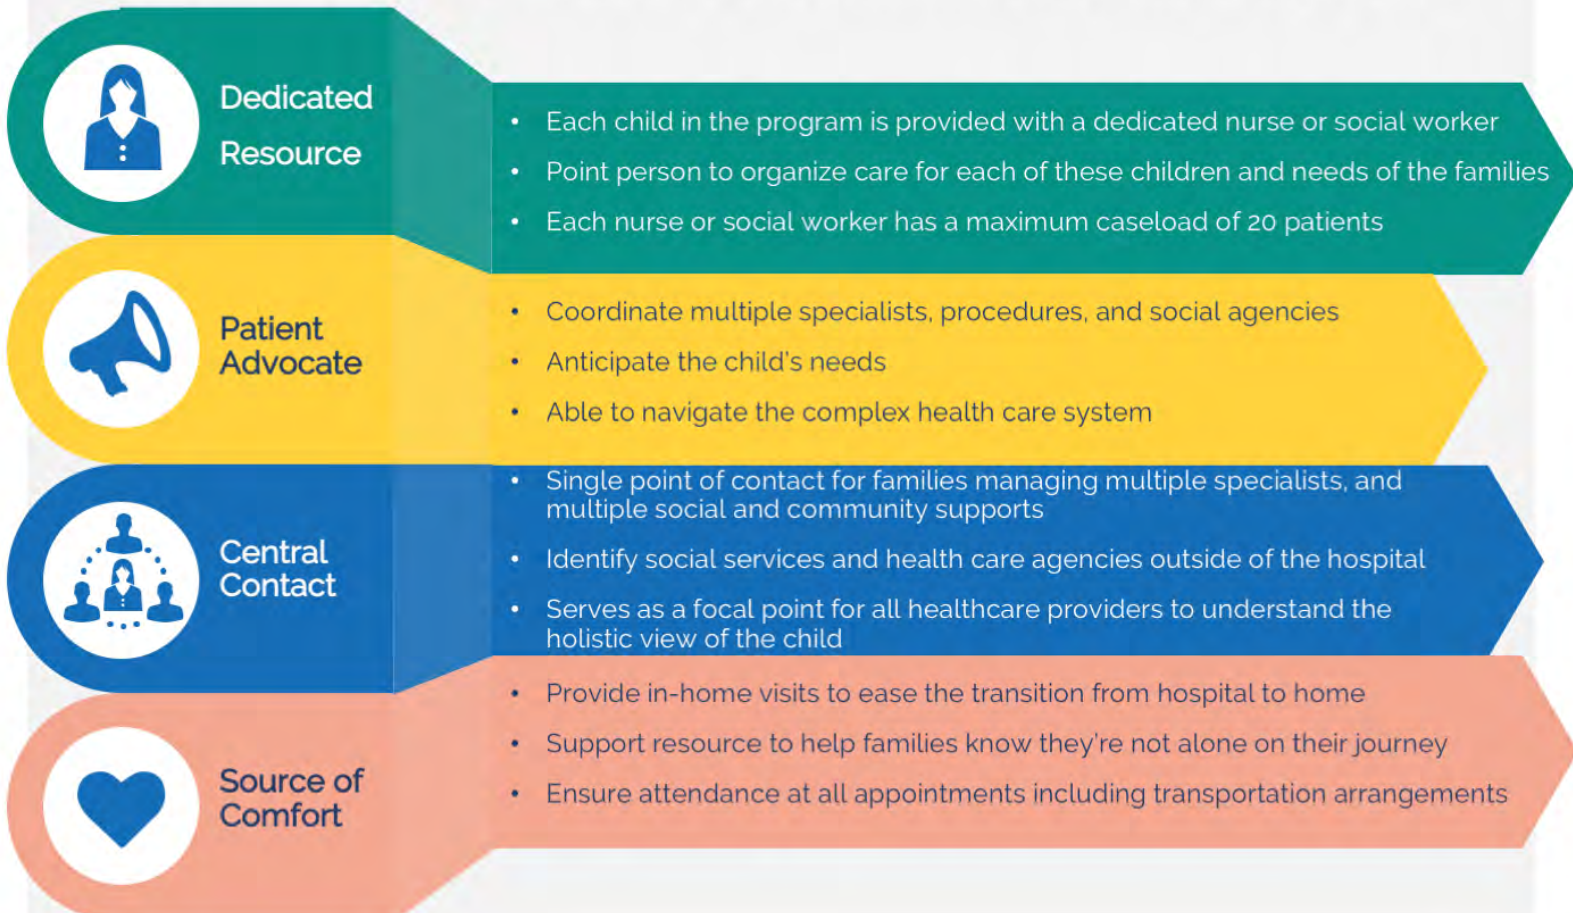 Dedicated
Resource
• Each child in the program is provided with a dedicated nurse or social worker
• Point person to organize care for each of these children and needs of the families
• Each nurse or social worker has a maximum caseload of 20 patients
Patient
Advocate
• Coordinate multiple specialists, procedures, and social agencies
• Anticipate the child's needs
• Able to navigate the complex health care system
Central
Contact
• Single point of contact for families managing multiple specialists, and
multiple social and community supports
• Identify social services and health care agencies outside of the hospital
• Serves as a focal point for all healthcare providers to understand the
holistic view of the child
Source of
Comfort
• Provide in-home visits to ease the transition from hospital to home
• Support resource to help families know they're not alone on their journey
• Ensure attendance at all appointments including transportation arrangements